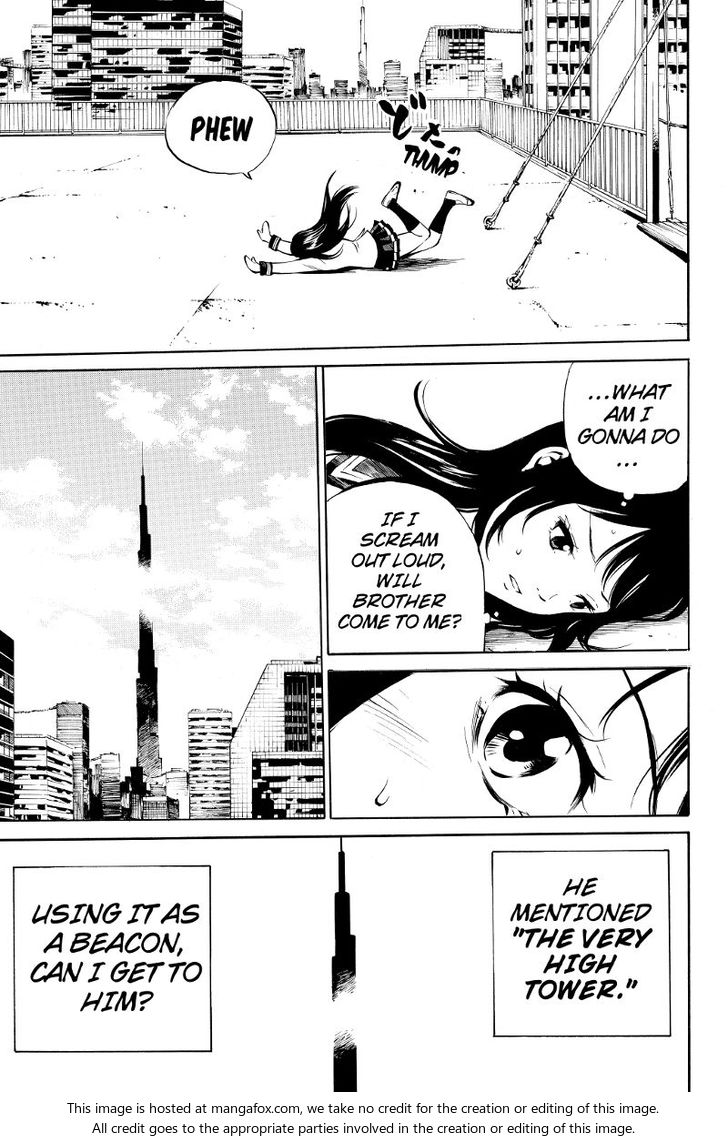 PHEW
どたっ
THUMP
...WHAT
AM I
GONNA DO
...
IF I
SCREAM
OUT LOUD,
WILL
BROTHER
COME TO ME?
HE
MENTIONED
"THE VERY
HIGH
TOWER."
USING IT AS
A BEACON,
CAN I GET TO
HIM?
This image is hosted at mangafox.com, we take no credit for the creation or editing of this image.
All credit goes to the appropriate parties involved in the creation or editing of this image.